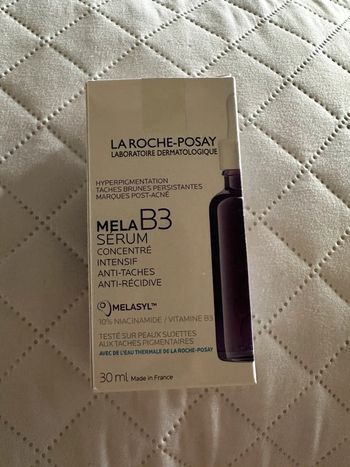 LA ROCHE-POSAY
LABORATOIRE DERMATOLOGIQUE
HYPERPIGMENTATION
TACHES BRUNES PERSISTANTES
MARQUES POST-ACNÉ
MELA B3
SÉRUM
CONCENTRÉ
INTENSIF
ANTI-TACHES
ANTI-RÉCIDIVE
MELASYL™
10% NIACINAMIDE / VITAMINE B3
TESTÉ SUR PEAUX SUJETTES
AUX TACHES PIGMENTAIRES
AVEC DE L'EAU THERMALE DE LA ROCHE-POSAY
30 ml Made in France